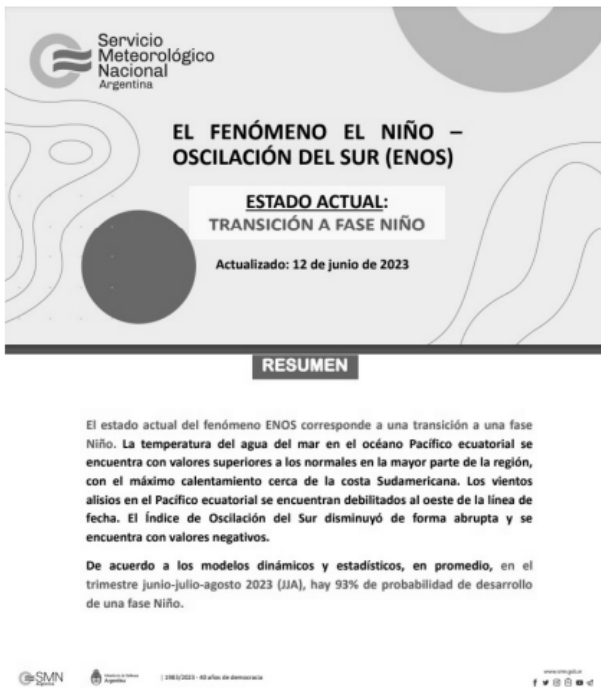 Servicio
Meteorológico
Nacional
Argentina
EL FENÓMENO EL NIÑO –
OSCILACIÓN DEL SUR (ENOS)
ESTADO ACTUAL:
TRANSICIÓN A FASE NIÑO
Actualizado: 12 de junio de 2023
RESUMEN
El estado actual del fenómeno ENOS corresponde a una transición a una fase
Niño. La temperatura del agua del mar en el océano Pacífico ecuatorial se
encuentra con valores superiores a los normales en la mayor parte de la región,
con el máximo calentamiento cerca de la costa Sudamericana. Los vientos
alisios en el Pacífico ecuatorial se encuentran debilitados al oeste de la línea de
fecha. El Índice de Oscilación del Sur disminuyó de forma abrupta y se
encuentra con valores negativos.
De acuerdo a los modelos dinámicos y estadísticos, en promedio, en el
trimestre junio-julio-agosto 2023 (JJA), hay 93% de probabilidad de desarrollo
de una fase Niño.
SMN
Argentina
| 1983/2023 - 40 años de democracia